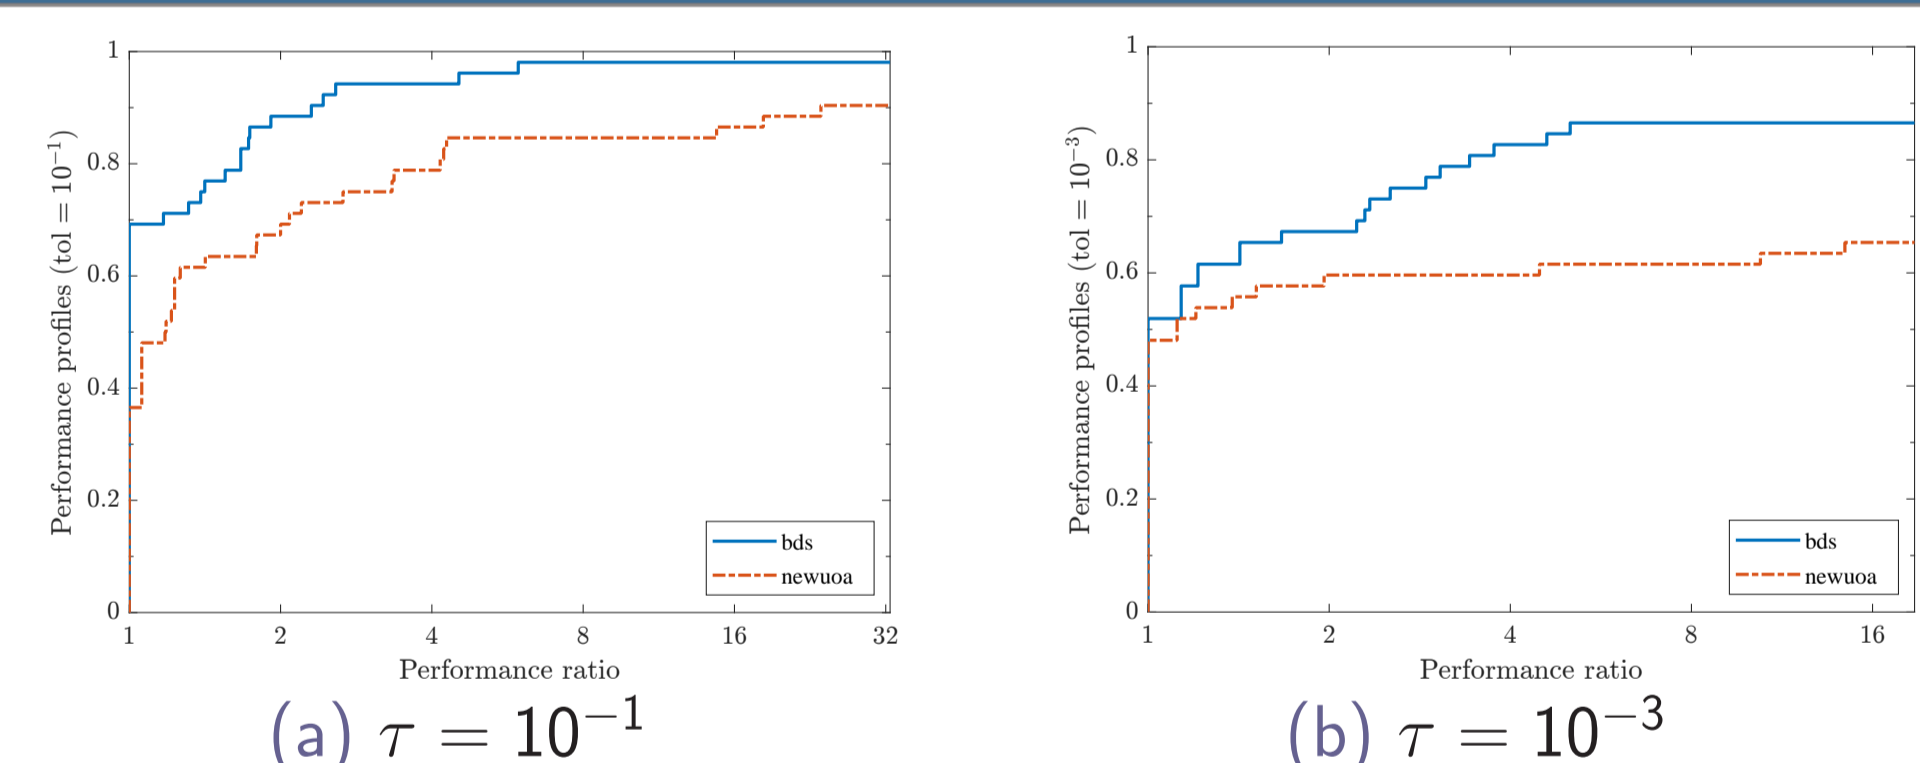 Performance profiles (tol = 10⁻¹)
1
0.8
0.6
0.4
0.2
0
1 2 4 8 16 32
Performance ratio
bds
newuoa
(a) τ = 10⁻¹
Performance profiles (tol = 10⁻³)
1
0.8
0.6
0.4
0.2
0
1 2 4 8 16
Performance ratio
bds
newuoa
(b) τ = 10⁻³